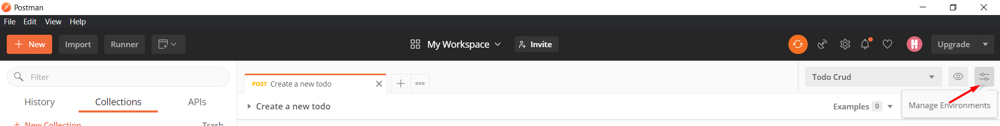 Postman
File Edit View Help
New Import Runner My Workspace Invite Upgrade
Filter
POST Create a new todo
Todo Crud
History Collections APIs
Create a new todo
Examples 0
Manage Environments
+ New Collection Trash